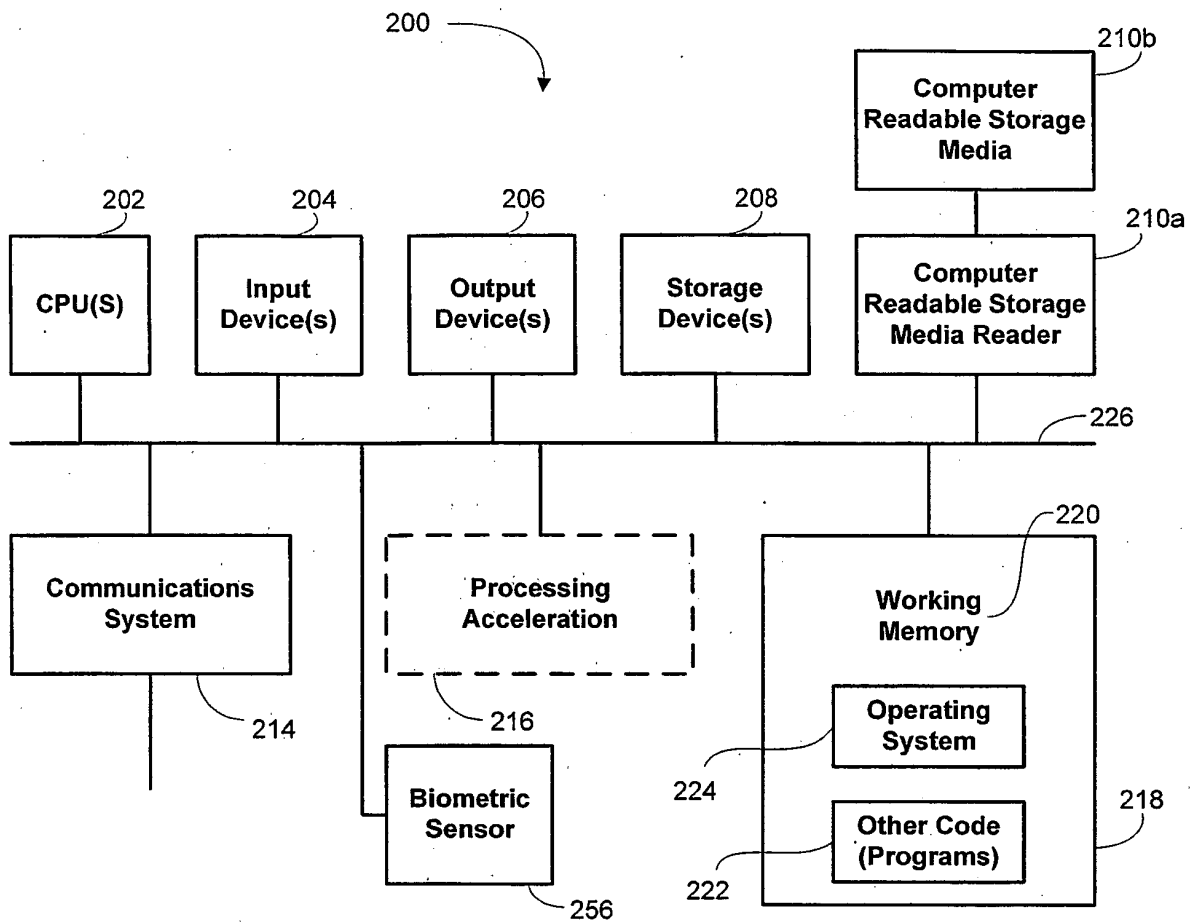 200
210b
Computer
Readable Storage
Media
202
204
206
208
210a
CPU(S)
Input
Device(s)
Output
Device(s)
Storage
Device(s)
Computer
Readable Storage
Media Reader
226
Communications
System
214
Processing
Acceleration
216
220
Working
Memory
Operating
System
224
Other Code
(Programs)
222
218
Biometric
Sensor
256